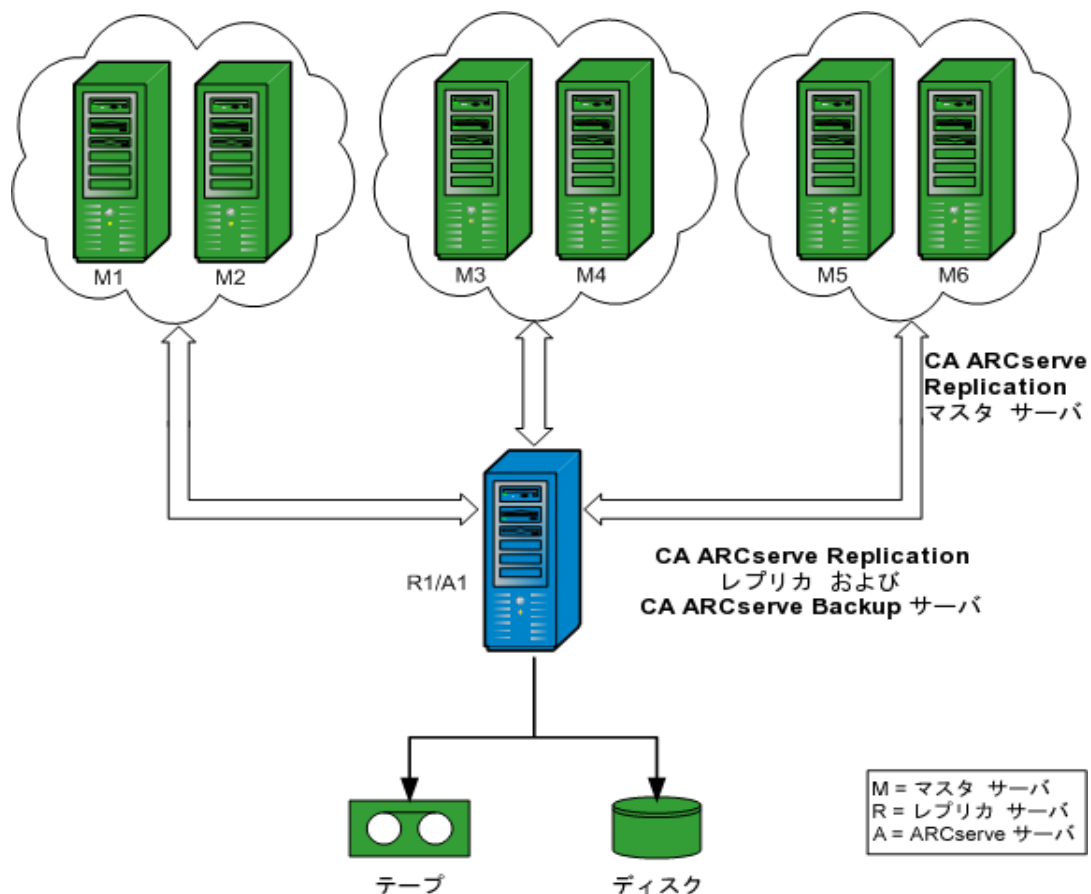 M1
M2
M3
M4
M5
M6
CA ARCserve
Replication
マスタ サーバ
R1/A1
CA ARCserve Replication
レプリカ および
CA ARCserve Backup サーバ
テープ
ディスク
M = マスタ サーバ
R = レプリカ サーバ
A = ARCserve サーバ